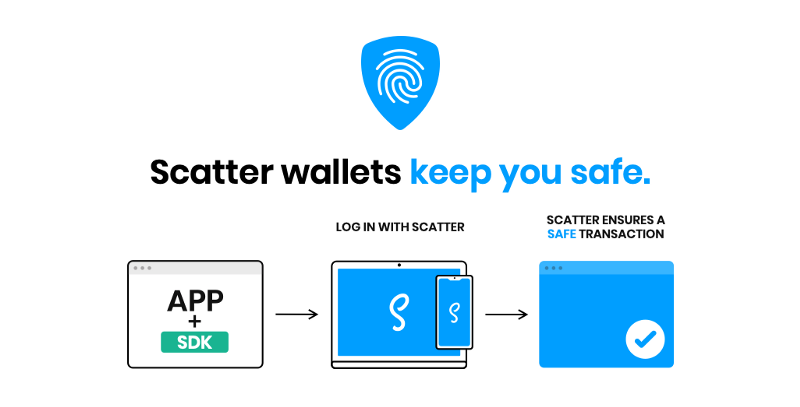 Scatter wallets keep you safe.
LOG IN WITH SCATTER
SCATTER ENSURES A
SAFE TRANSACTION
APP
+
SDK